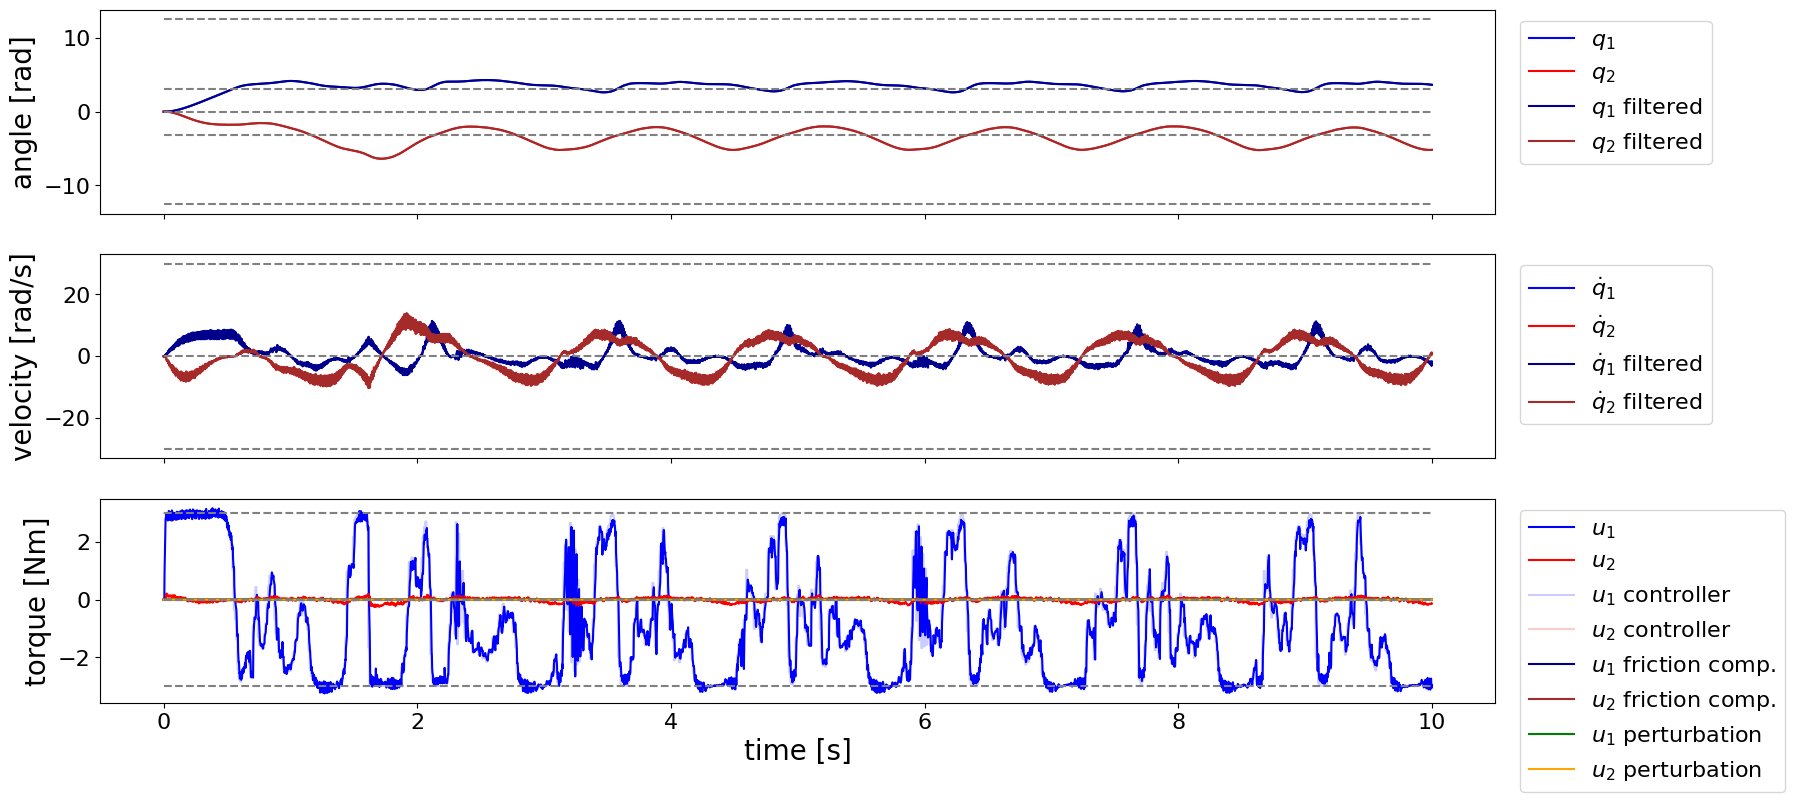 angle [rad]
10
0
−10
q₁
q₂
q₁ filtered
q₂ filtered
velocity [rad/s]
20
0
−20
q̇₁
q̇₂
q̇₁ filtered
q̇₂ filtered
torque [Nm]
2
0
−2
0 2 4 6 8 10
time [s]
u₁
u₂
u₁ controller
u₂ controller
u₁ friction comp.
u₂ friction comp.
u₁ perturbation
u₂ perturbation